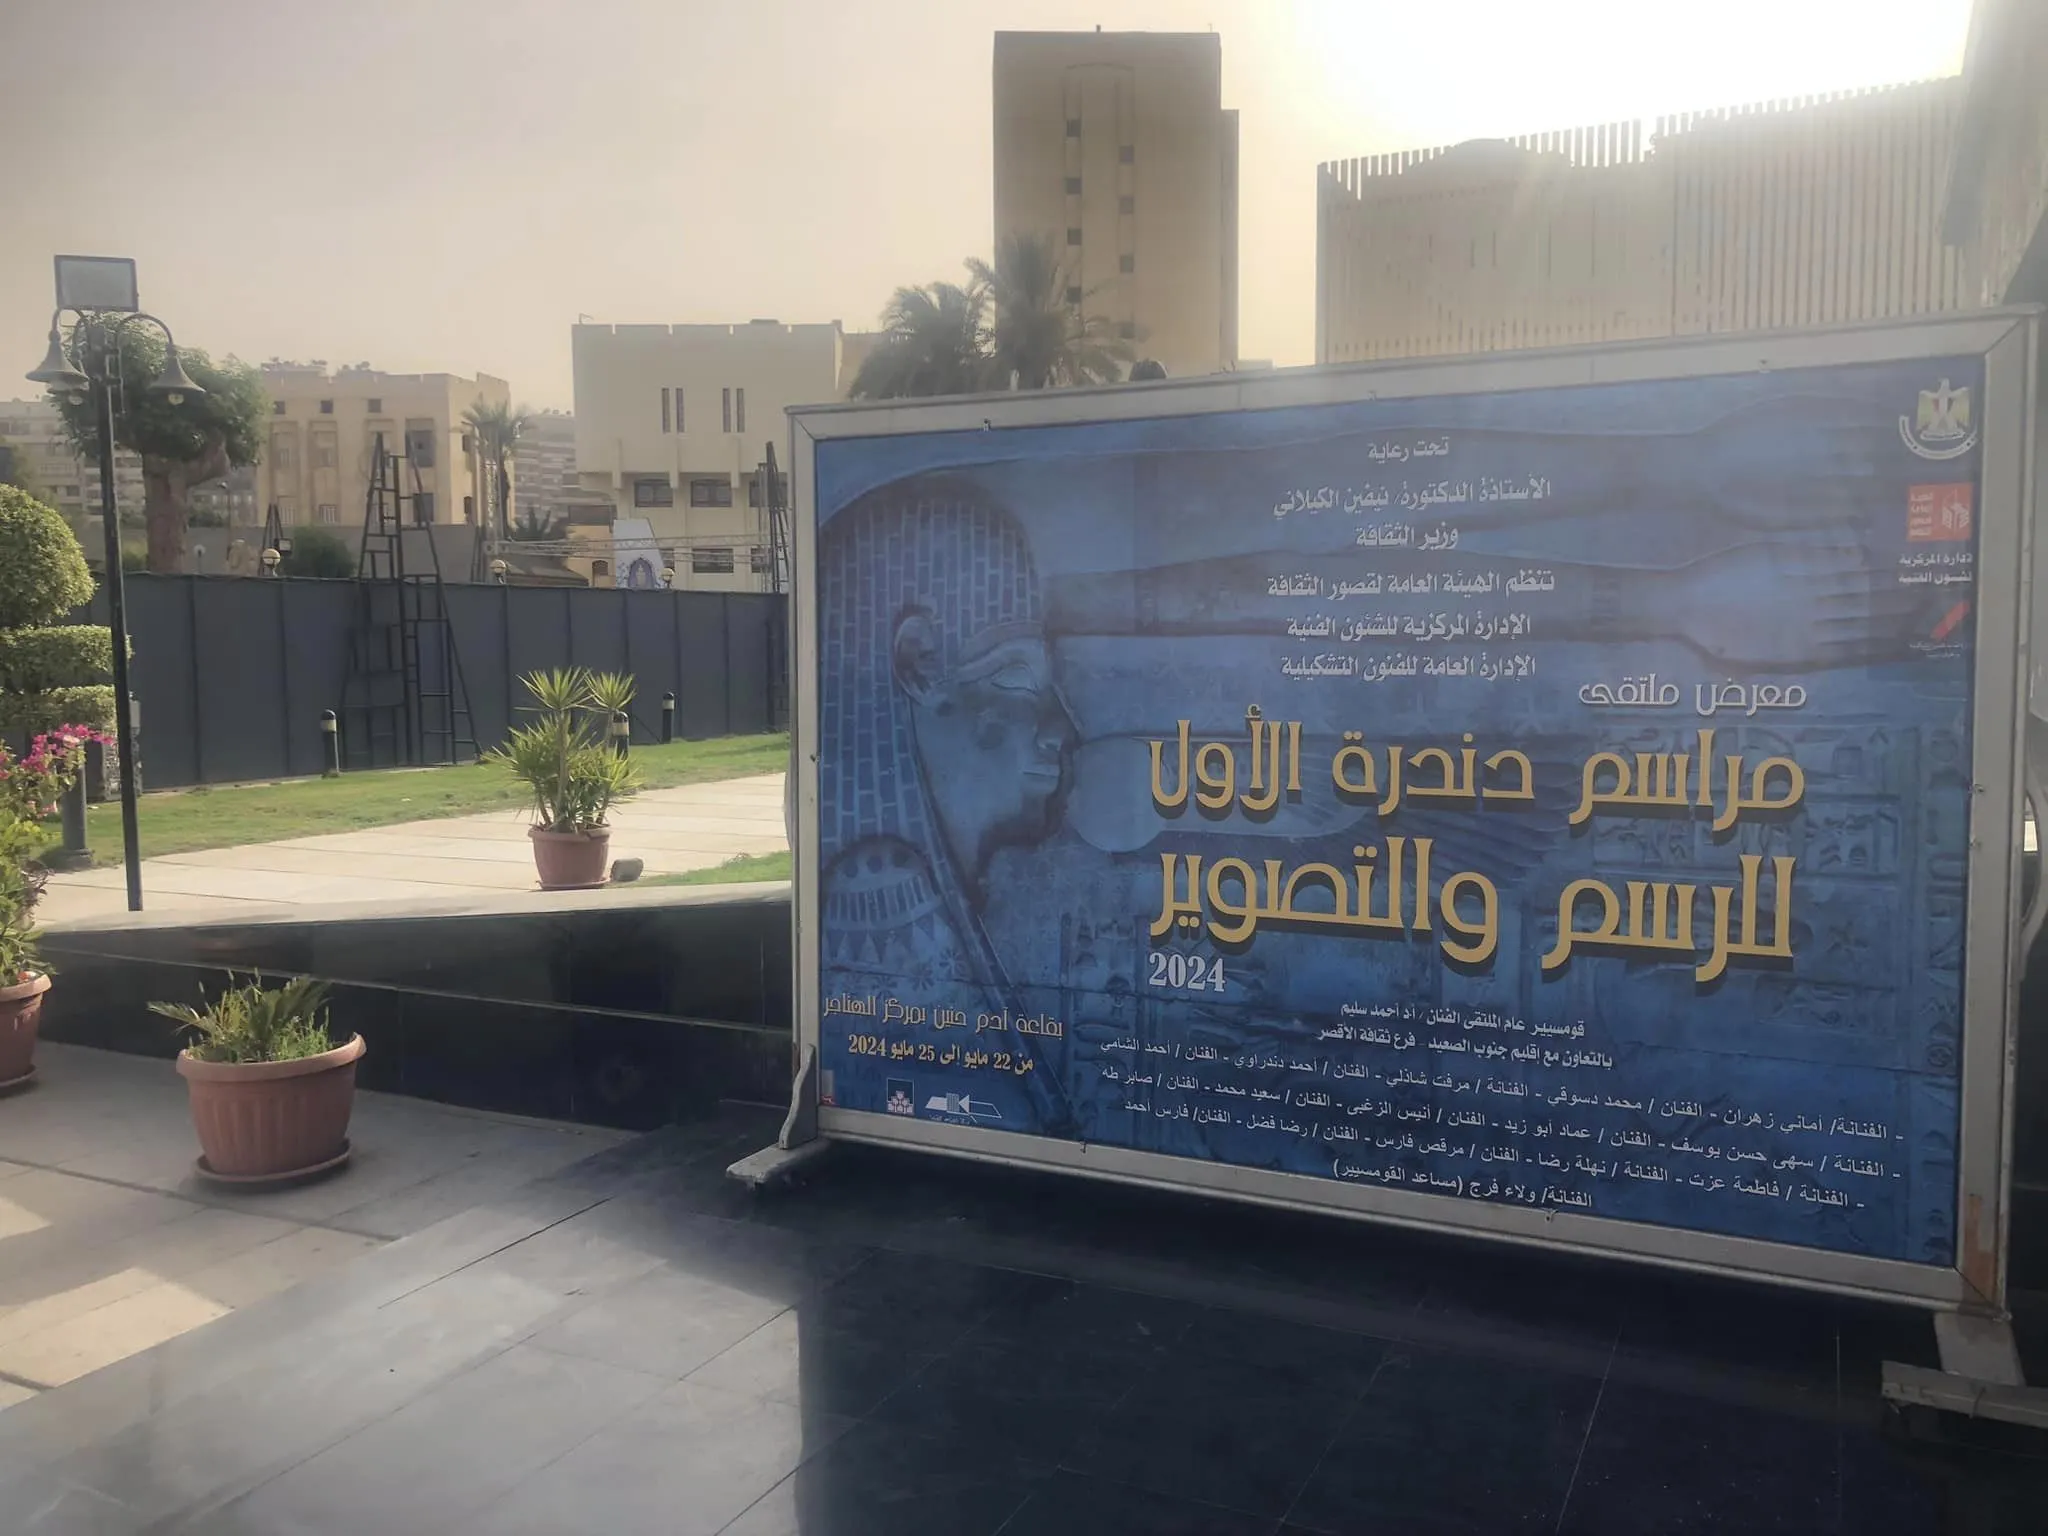 تحت رعاية
الأستاذة الدكتورة/ نيفين الكيلاني
وزير الثقافة
تنظم الهيئة العامة لقصور الثقافة
الإدارة المركزية للشئون الفنية
الإدارة العامة للفنون التشكيلية
معرض ملتقى
مراسم دندرة الأول
للرسم والتصوير
2024
قوميسيير عام الملتقى الفنان / أ.د أحمد سليم
بالتعاون مع إقليم جنوب الصعيد - فرع ثقافة الأقصر
- الفنانة/ أماني زهران - الفنان / محمد دسوقي - الفنانة / مرفت شاذلي - الفنان / أحمد دندراوي - الفنان / أحمد الشامي
- الفنانة / سهى حسن يوسف - الفنان / عماد أبو زيد - الفنان / أنيس الزغبى - الفنان / سعيد محمد - الفنان / صابر طه
- الفنانة / فاطمة عزت - الفنانة / نهلة رضا - الفنان / مرقص فارس - الفنان / رضا فضل - الفنان/ فارس أحمد
الفنانة/ ولاء فرج (مساعد القومسيير)
بقاعة آدم حنين بمركز الهناجر
من 22 مايو إلى 25 مايو 2024
الإدارة المركزية
للشئون الفنية